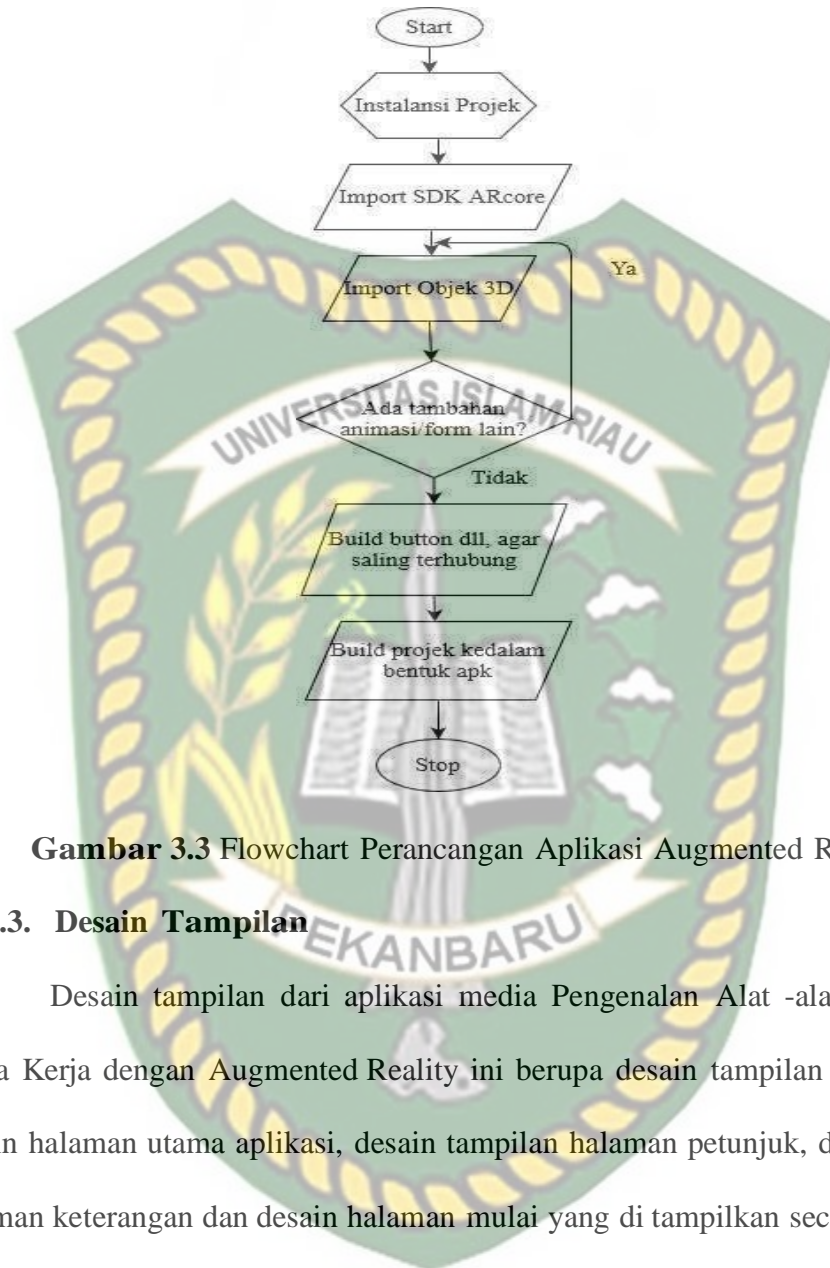 Start
Instalansi Projek
Import SDK ARcore
Import Objek 3D
Ya
Ada tambahan
animasi/form lain?
Tidak
Build button dll, agar
saling terhubung
Build projek kedalam
bentuk apk
Stop
UNIVERSITAS ISLAM RIAU
Gambar 3.3 Flowchart Perancangan Aplikasi Augmented R
.3. Desain Tampilan
PEKANBARU
Desain tampilan dari aplikasi media Pengenalan Alat -ala
a Kerja dengan Augmented Reality ini berupa desain tampilan
n halaman utama aplikasi, desain tampilan halaman petunjuk, d
man keterangan dan desain halaman mulai yang di tampilkan sec